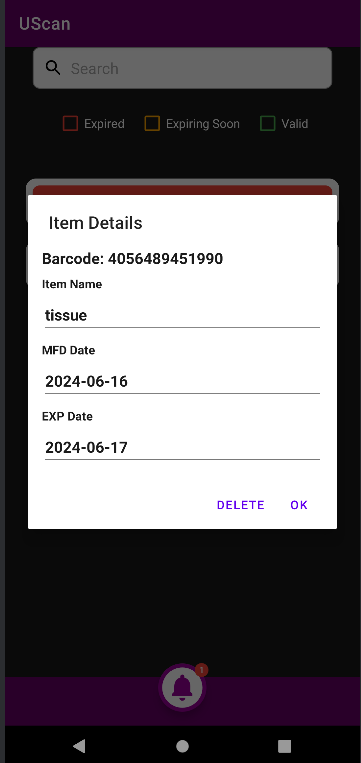 UScan
Search
Expired
Expiring Soon
Valid
Item Details
Barcode: 4056489451990
Item Name
tissue
MFD Date
2024-06-16
EXP Date
2024-06-17
DELETE
OK
1